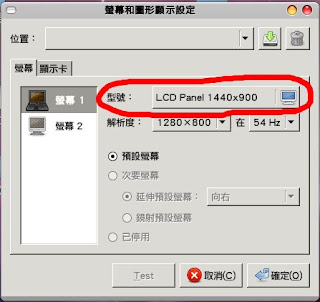 螢幕和圖形顯示設定
位置：
螢幕 顯示卡
螢幕 1
螢幕 2
型號： LCD Panel 1440x900
解析度： 1280×800 在 54 Hz
預設螢幕
次要螢幕
延伸預設螢幕： 向右
鏡射預設螢幕
已停用
Test 取消(C) 確定(O)